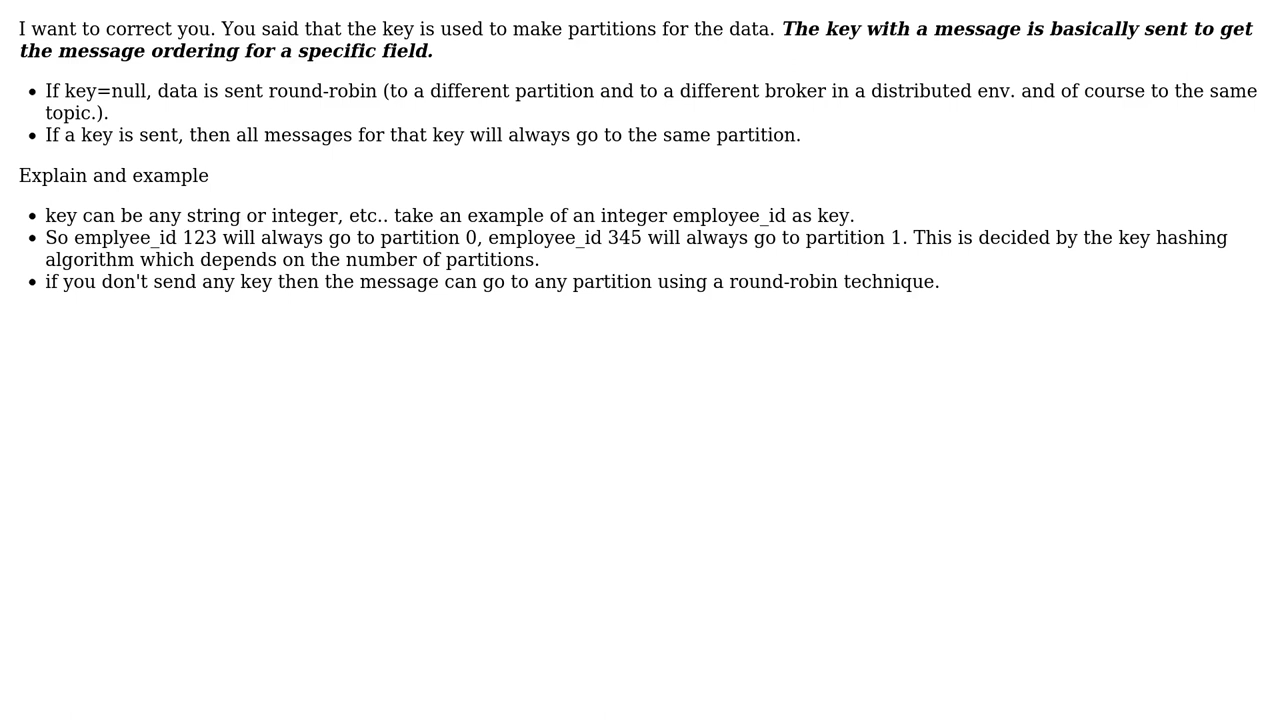 I want to correct you. You said that the key is used to make partitions for the data. The key with a message is basically sent to get
the message ordering for a specific field.
• If key=null, data is sent round-robin (to a different partition and to a different broker in a distributed env. and of course to the same
topic.).
• If a key is sent, then all messages for that key will always go to the same partition.
Explain and example
• key can be any string or integer, etc.. take an example of an integer employee_id as key.
• So emplyee_id 123 will always go to partition 0, employee_id 345 will always go to partition 1. This is decided by the key hashing
algorithm which depends on the number of partitions.
• if you don't send any key then the message can go to any partition using a round-robin technique.